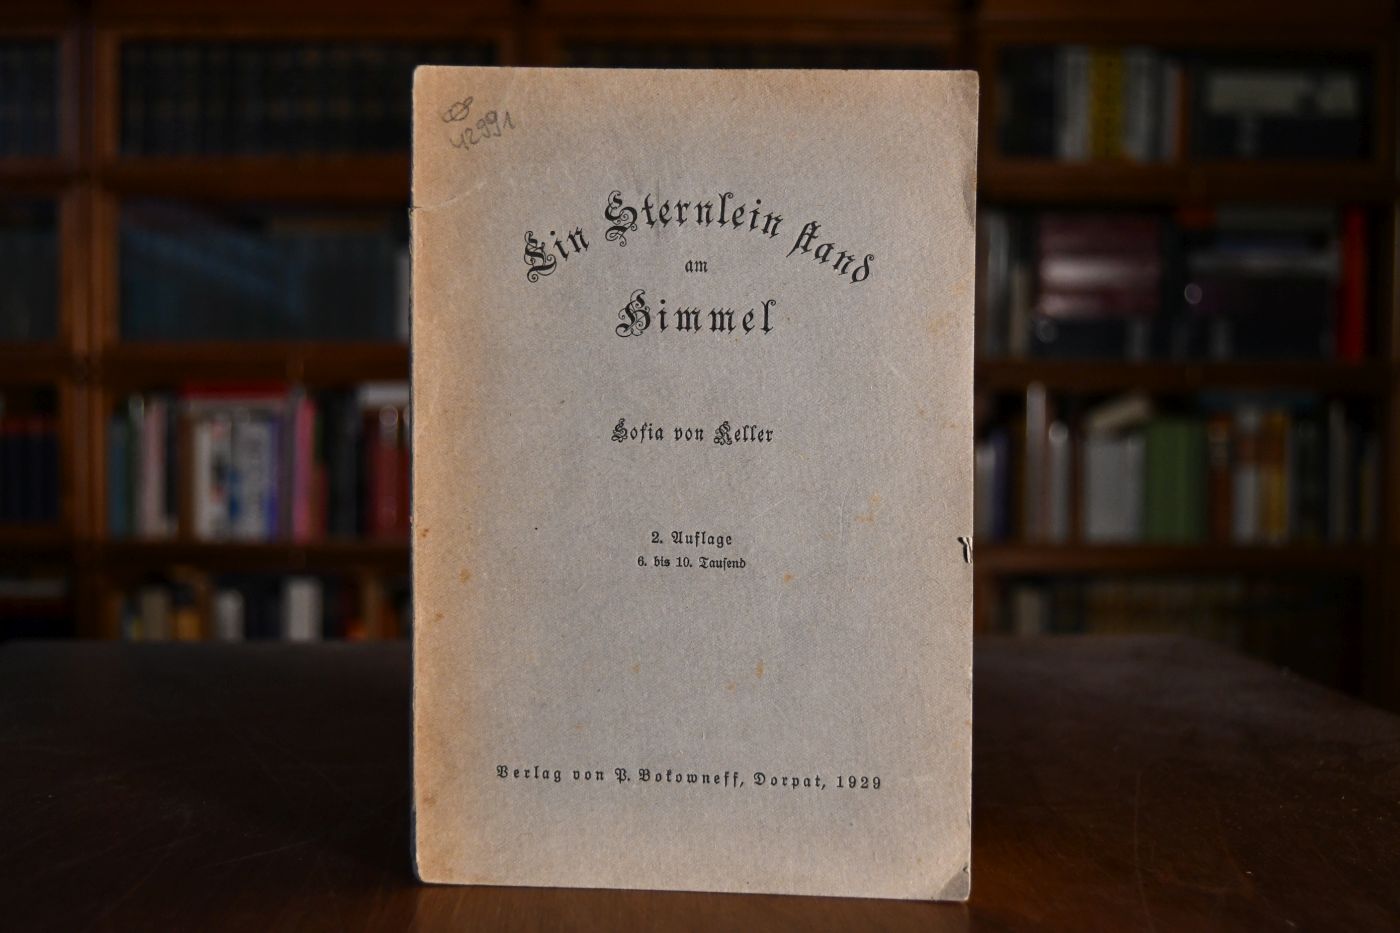 42991
Ein Sternlein stand
am
Himmel
Sofia von Keller
2. Auflage
6. bis 10. Tausend
Verlag von P. Bokowneff, Dorpat, 1929